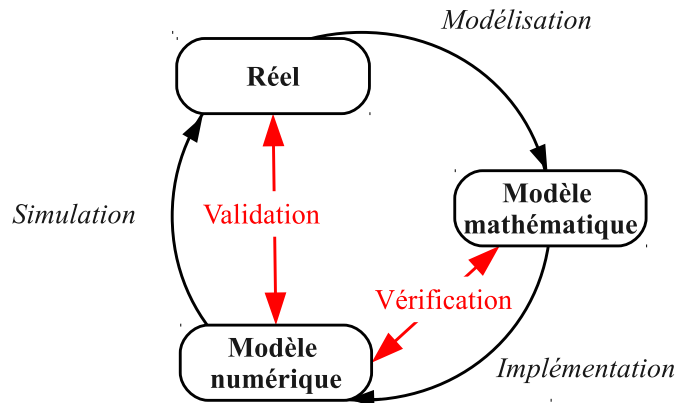 Modélisation
Réel
Modèle
mathématique
Simulation
Validation
Vérification
Modèle
numérique
Implémentation